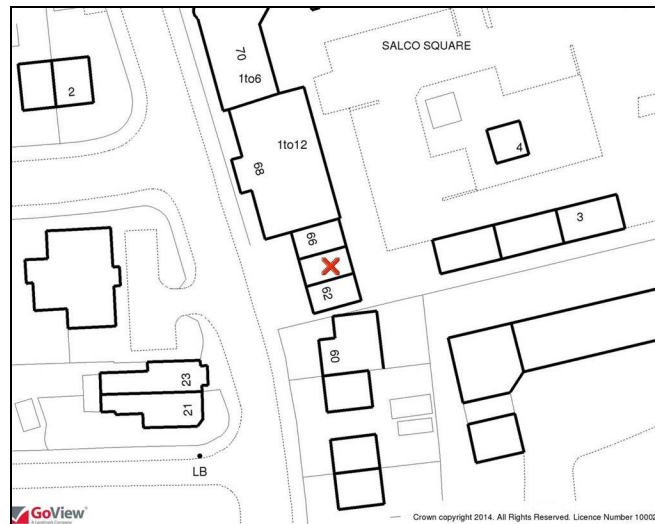 SALCO SQUARE
70
1to6
2
1to12
68
4
66
3
62
60
23
21
LB
GoView
A Landmark Company
Crown copyright 2014. All Rights Reserved. Licence Number 10002